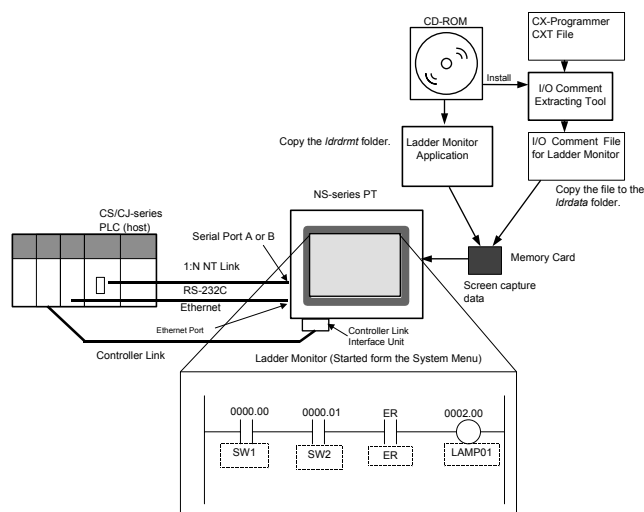 CD-ROM
CX-Programmer
CXT File
Install
I/O Comment
Extracting Tool
Copy the ldrdrmt folder.
Ladder Monitor
Application
I/O Comment File
for Ladder Monitor
Copy the file to the
ldrdata folder.
NS-series PT
CS/CJ-series
PLC (host)
Serial Port A or B
1:N NT Link
RS-232C
Ethernet
Ethernet Port
Controller Link
Controller Link
Interface Unit
Memory Card
Screen capture
data
Ladder Monitor (Started form the System Menu)
0000.00
0000.01
ER
0002.00
SW1
SW2
ER
LAMP01